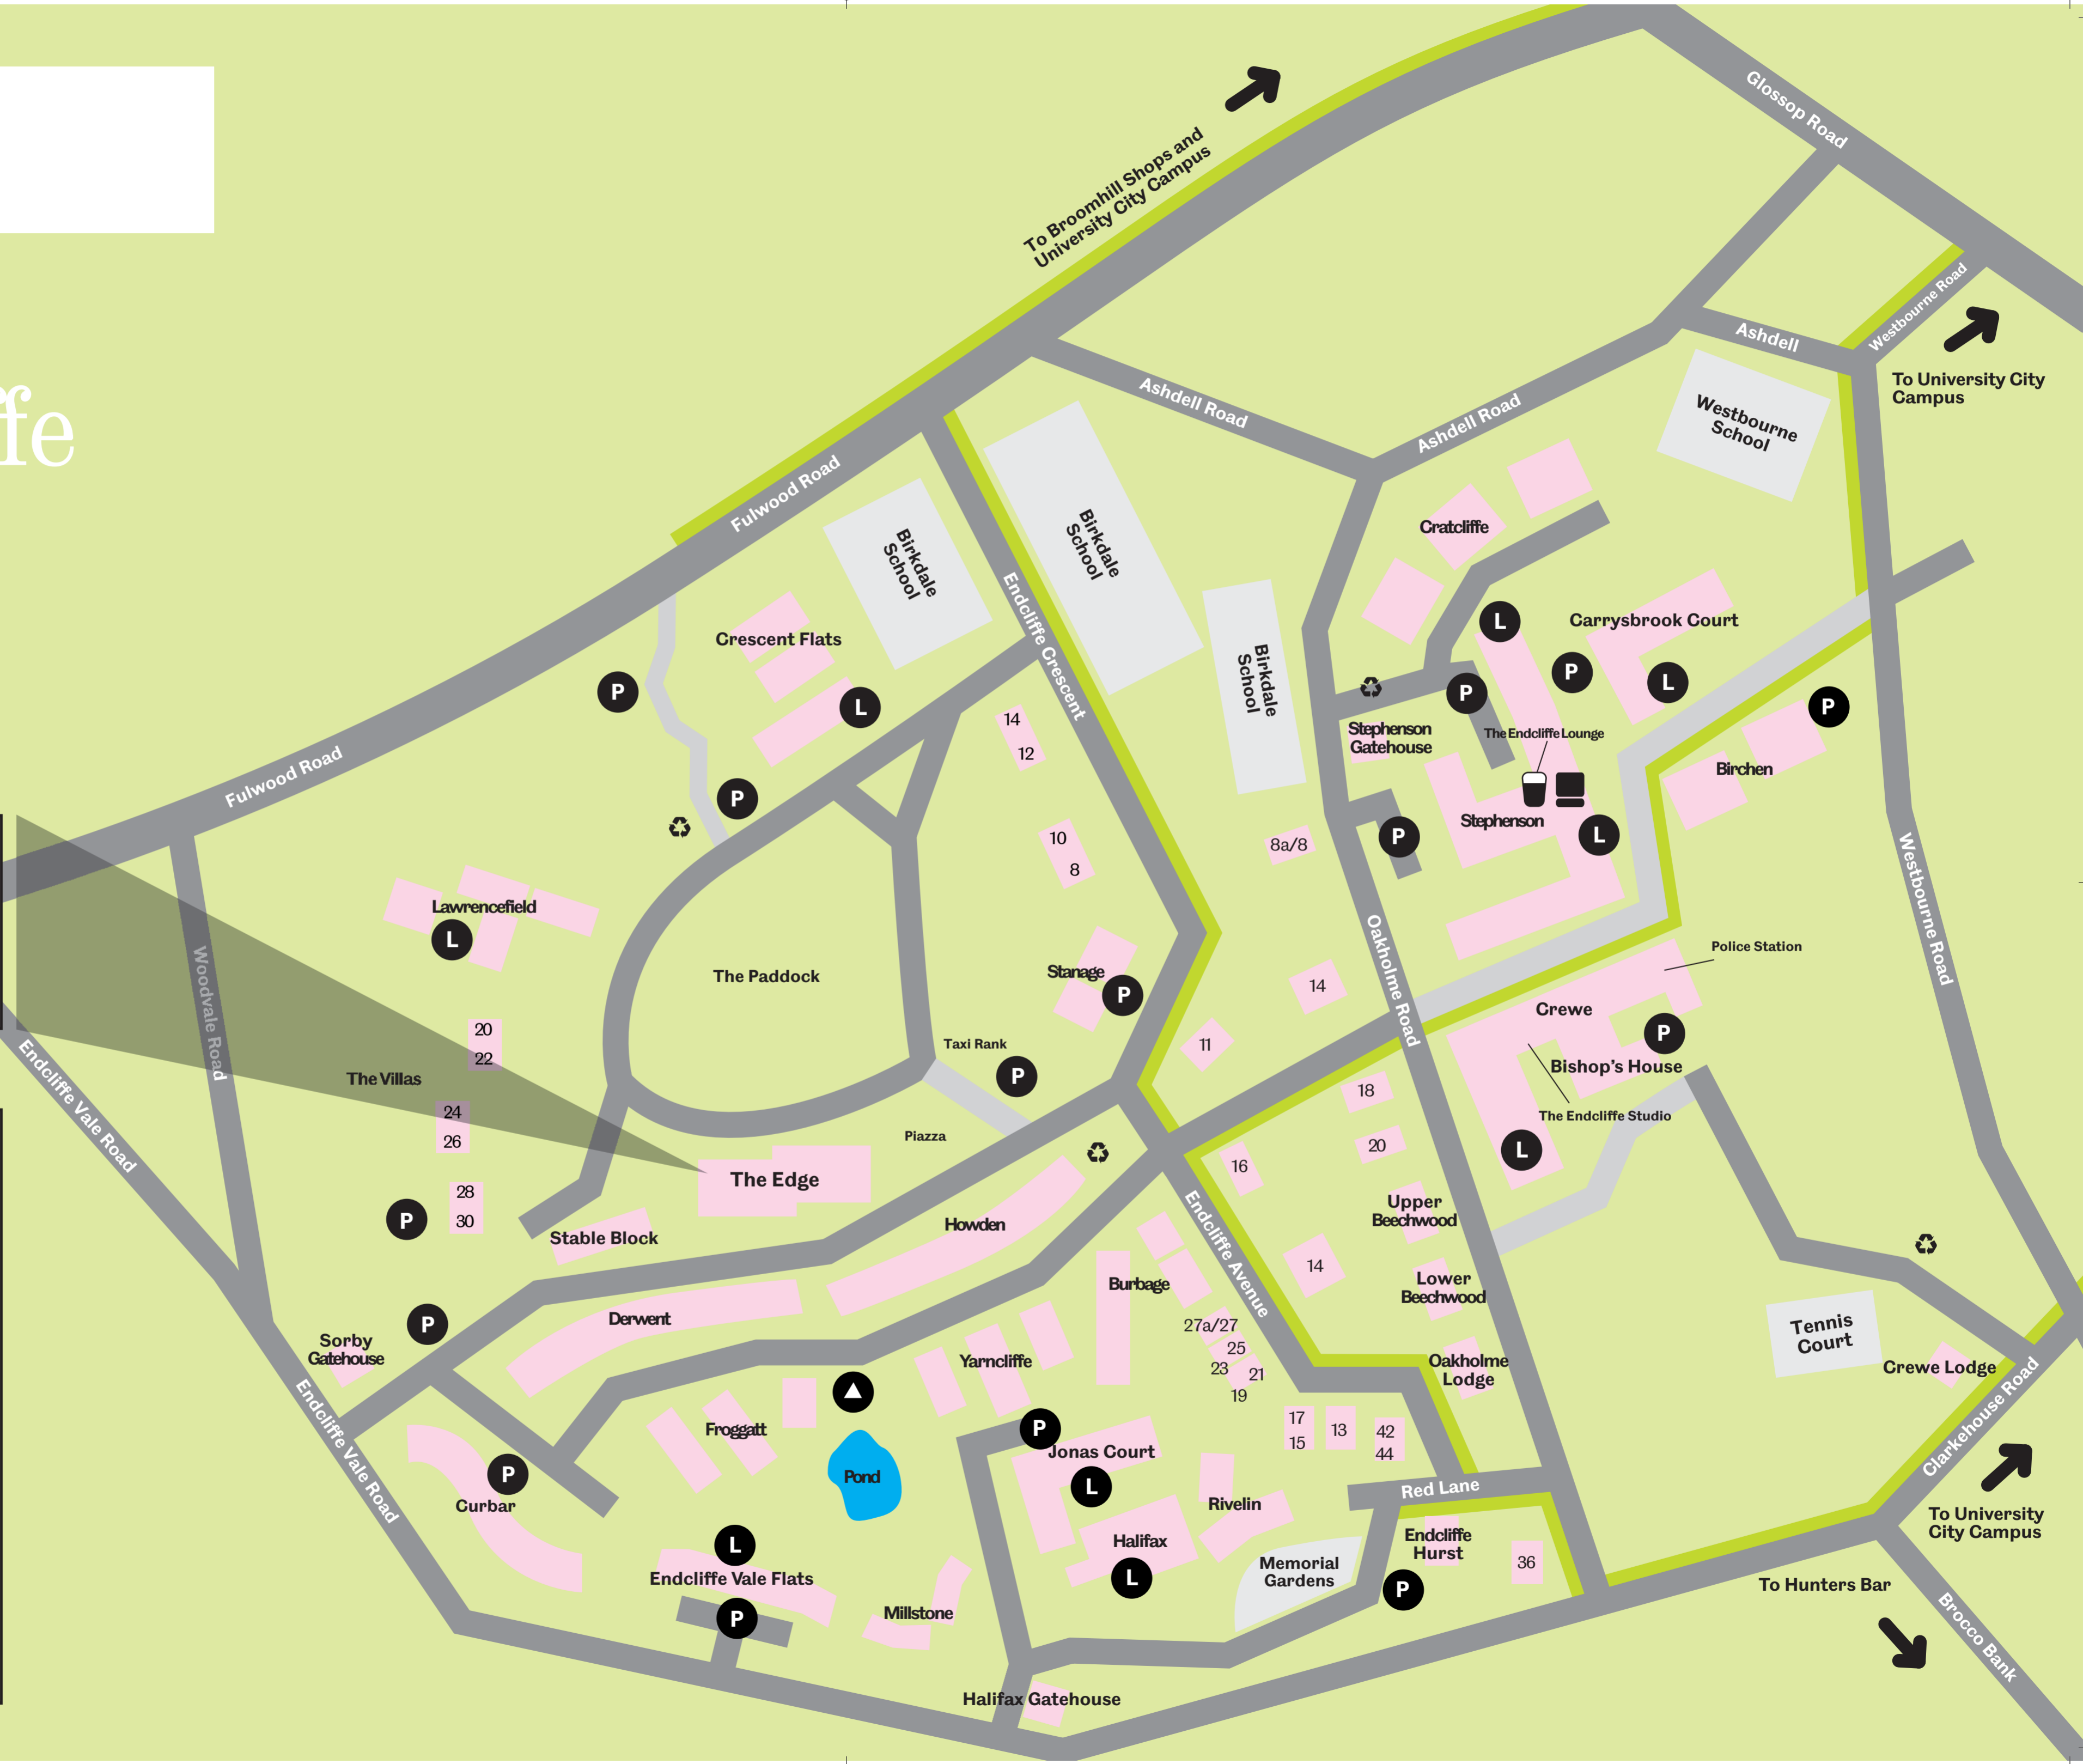 Glossop Road
To Broomhill Shops and
University City Campus
Westbourne Road
Ashdell
To University City
Campus
ffe
Ashdell Road
Ashdell Road
Westbourne
School
Fulwood Road
Birkdale
School
Birkdale
School
Cratcliffe
Endcliffe Crescent
Crescent Flats
L
Carrysbrook Court
P
L
P
P
L
Birkdale
School
P
L
14
12
Stephenson
Gatehouse
The Endcliffe Lounge
Birchen
Fulwood Road
P
Stephenson
L
P
10
8
8a/8
Westbourne Road
Lawrencefield
L
Oakholme Road
Police Station
Woodvale Road
The Paddock
Stanage
P
14
Crewe
P
20
22
Taxi Rank
11
Endcliffe Vale Road
The Villas
P
Bishop's House
18
24
26
The Endcliffe Studio
Piazza
20
L
16
The Edge
28
30
P
Upper
Beechwood
Endcliffe Avenue
Stable Block
Howden
14
Burbage
Lower
Beechwood
Derwent
P
27a/27
25
23
21
19
Tennis
Court
Sorby
Gatehouse
Yarncliffe
Oakholme
Lodge
Crewe Lodge
Clarkehouse Road
Endcliffe Vale Road
Froggatt
P
17
15
13
42
44
Jonas Court
L
Pond
P
Curbar
Red Lane
Rivelin
To University
City Campus
L
Halifax
L
Endcliffe
Hurst
36
Endcliffe Vale Flats
Memorial
Gardens
P
To Hunters Bar
P
Millstone
Brocco Bank
Halifax Gatehouse